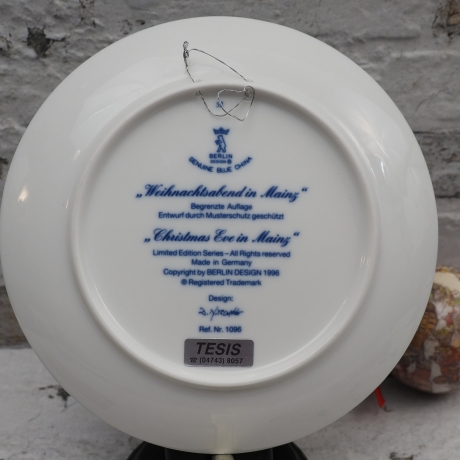 BERLIN
DESIGN ®
GENUINE BLUE CHINA
„Weihnachtsabend in Mainz“
Begrenzte Auflage
Entwurf durch Musterschutz geschützt
„Christmas Eve in Mainz“
Limited Edition Series – All Rights reserved
Made in Germany
Copyright by BERLIN DESIGN 1996
® Registered Trademark
Design:
Ref. Nr. 1096
TESIS
☎ (04743) 8057